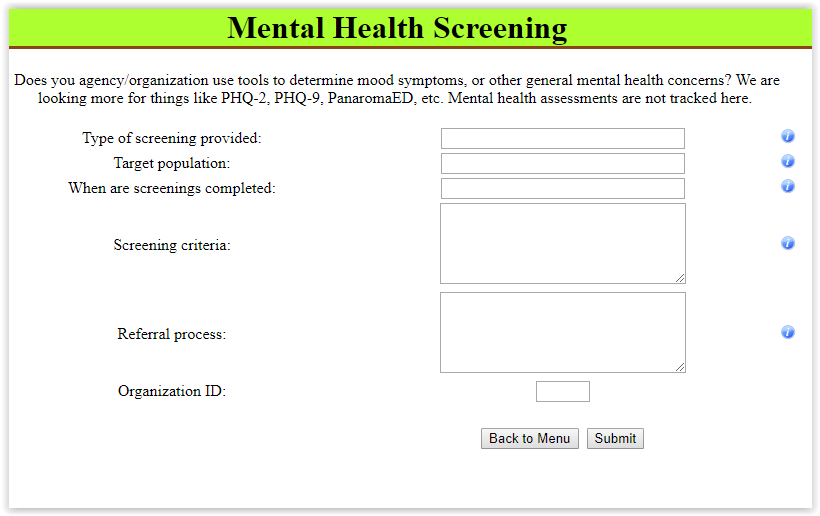 Mental Health Screening
Does you agency/organization use tools to determine mood symptoms, or other general mental health concerns? We are
looking more for things like PHQ-2, PHQ-9, PanaromaED, etc. Mental health assessments are not tracked here.
Type of screening provided:
Target population:
When are screenings completed:
Screening criteria:
Referral process:
Organization ID:
Back to Menu Submit